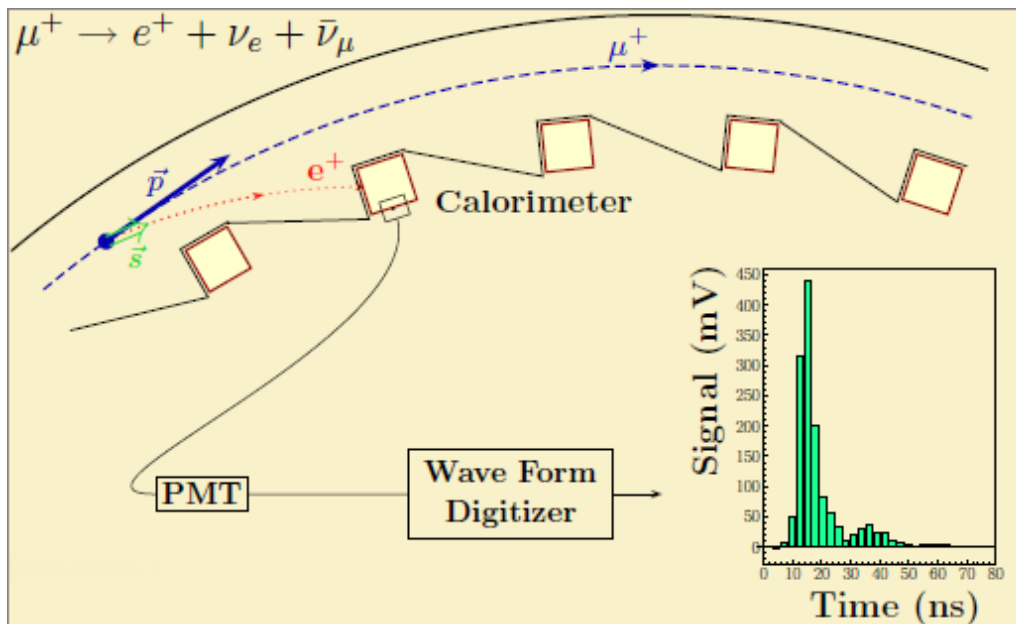 μ⁺ → e⁺ + ν_e + ν̄_μ
μ⁺
p⃗
e⁺
s⃗
Calorimeter
PMT
Wave Form
Digitizer
Signal (mV)
450
400
350
300
250
200
150
100
50
0
0 10 20 30 40 50 60 70 80
Time (ns)